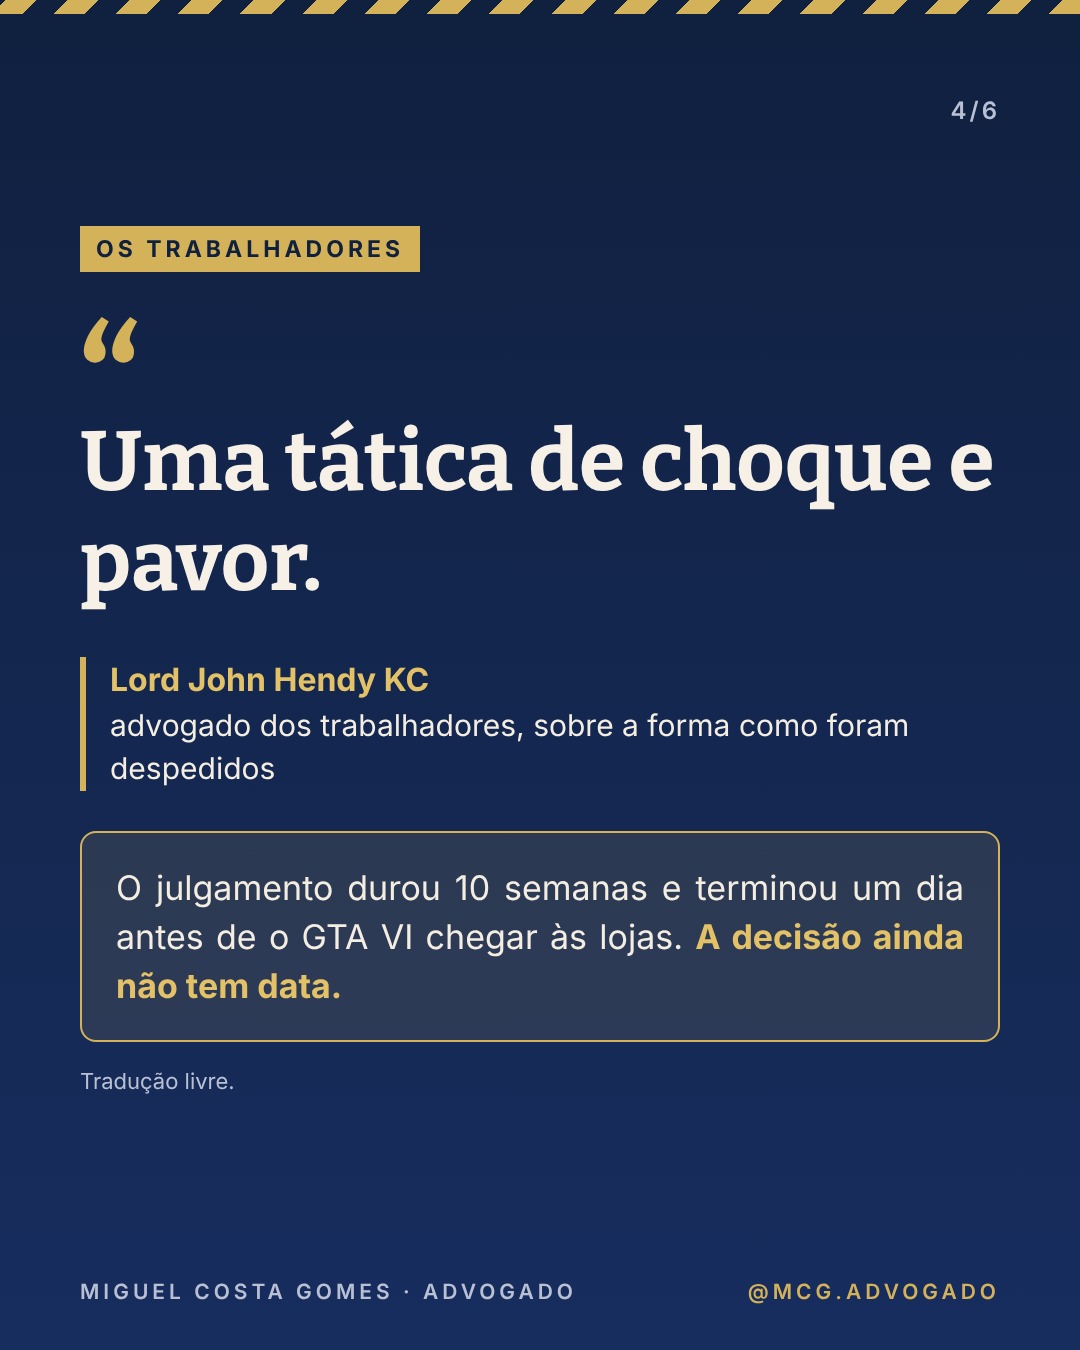 4/6
OS TRABALHADORES
“
Uma tática de choque e
pavor.
Lord John Hendy KC
advogado dos trabalhadores, sobre a forma como foram
despedidos
O julgamento durou 10 semanas e terminou um dia
antes de o GTA VI chegar às lojas. A decisão ainda
não tem data.
Tradução livre.
MIGUEL COSTA GOMES · ADVOGADO
@MCG.ADVOGADO